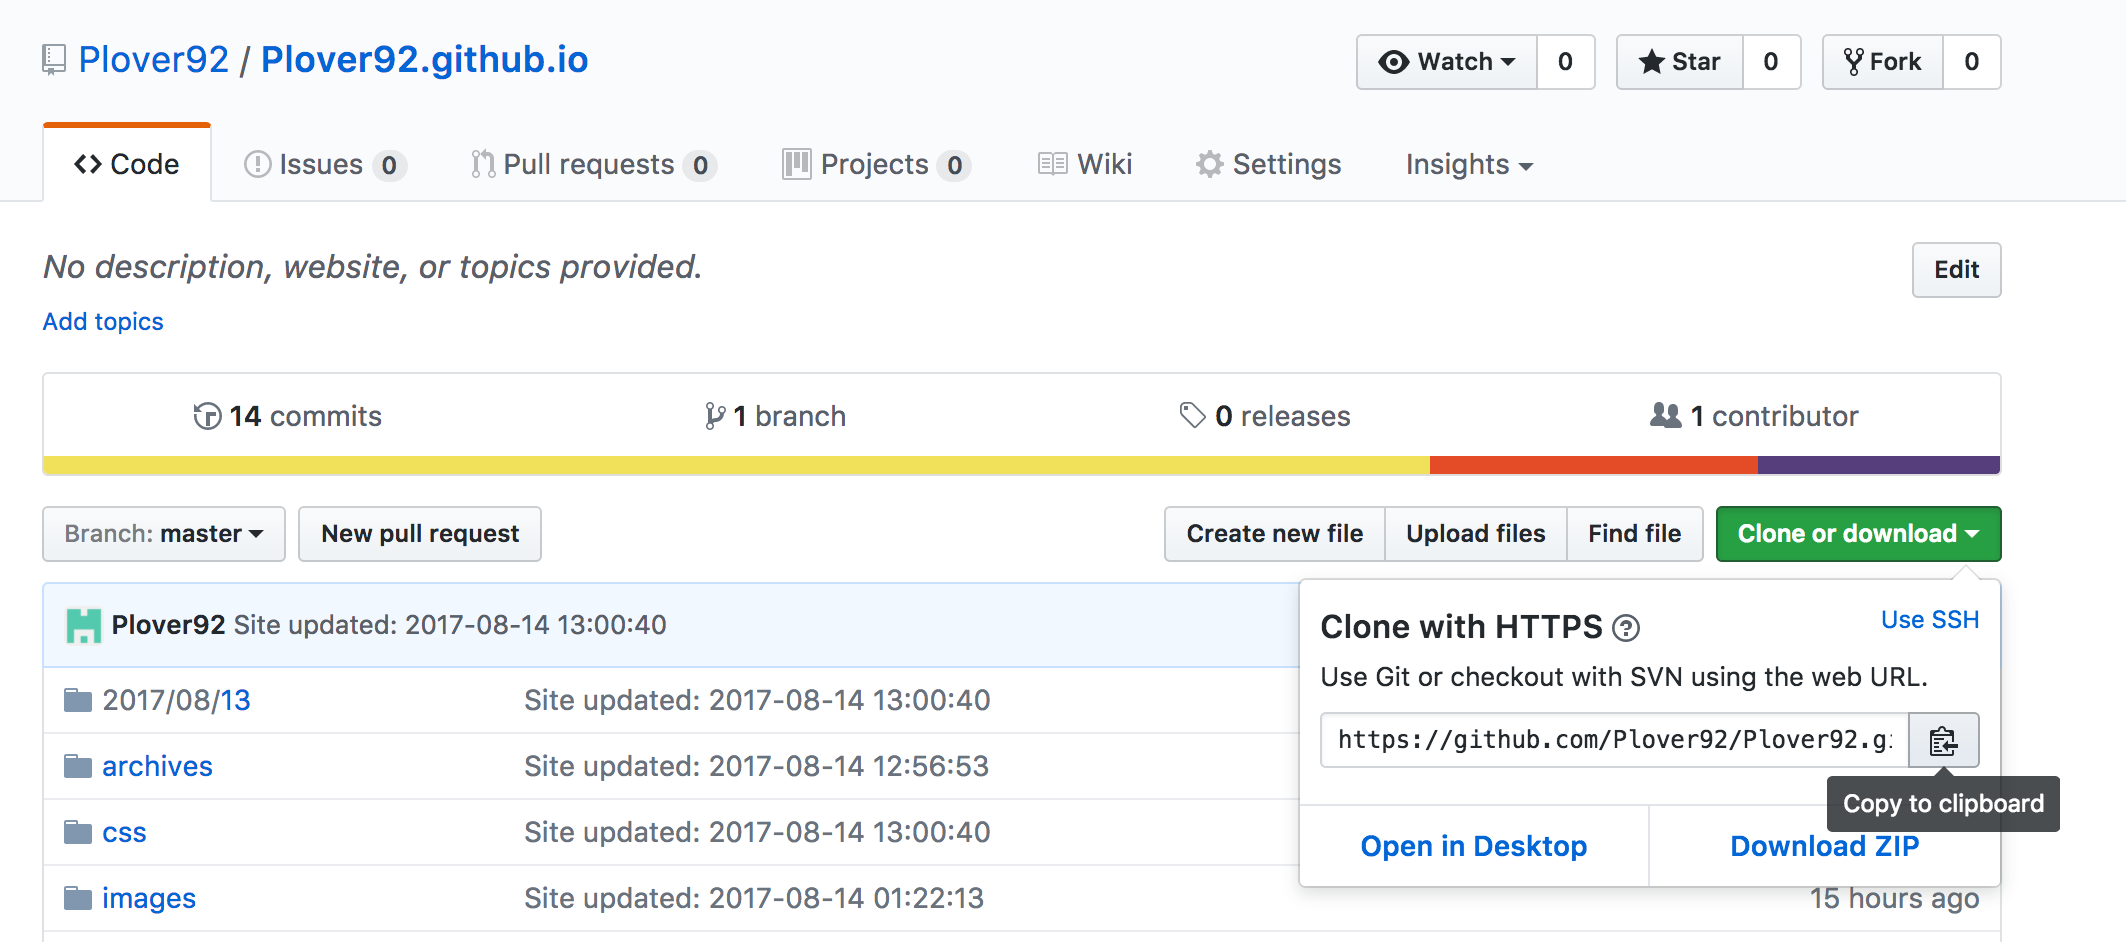 Plover92 / Plover92.github.io
Watch 0
Star 0
Fork 0
Code
Issues 0
Pull requests 0
Projects 0
Wiki
Settings
Insights
No description, website, or topics provided.
Edit
Add topics
14 commits
1 branch
0 releases
1 contributor
Branch: master
New pull request
Create new file
Upload files
Find file
Clone or download
Plover92 Site updated: 2017-08-14 13:00:40
2017/08/13 Site updated: 2017-08-14 13:00:40
archives Site updated: 2017-08-14 12:56:53
css Site updated: 2017-08-14 13:00:40
images Site updated: 2017-08-14 01:22:13
15 hours ago
Clone with HTTPS
Use SSH
Use Git or checkout with SVN using the web URL.
https://github.com/Plover92/Plover92.g
Copy to clipboard
Open in Desktop
Download ZIP